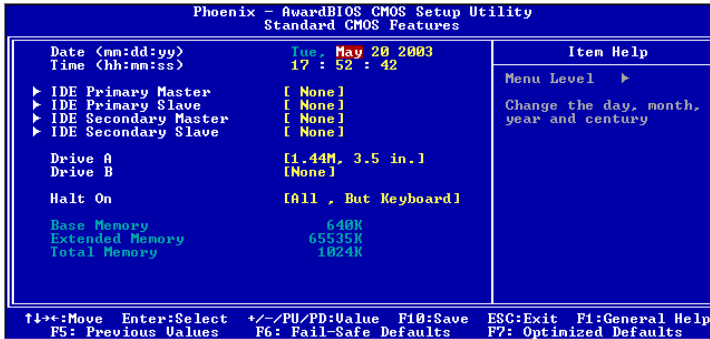 Phoenix - AwardBIOS CMOS Setup Utility
Standard CMOS Features
Date (mm:dd:yy) Tue, May 20 2003
Time (hh:mm:ss) 17 : 52 : 42
IDE Primary Master [ None]
IDE Primary Slave [ None]
IDE Secondary Master [ None]
IDE Secondary Slave [ None]
Drive A [1.44M, 3.5 in.]
Drive B [None]
Halt On [All , But Keyboard]
Base Memory 640K
Extended Memory 65535K
Total Memory 1024K
Item Help
Menu Level ▶
Change the day, month,
year and century
↑↓→←:Move Enter:Select +/-/PU/PD:Value F10:Save ESC:Exit F1:General Help
F5: Previous Values F6: Fail-Safe Defaults F7: Optimized Defaults